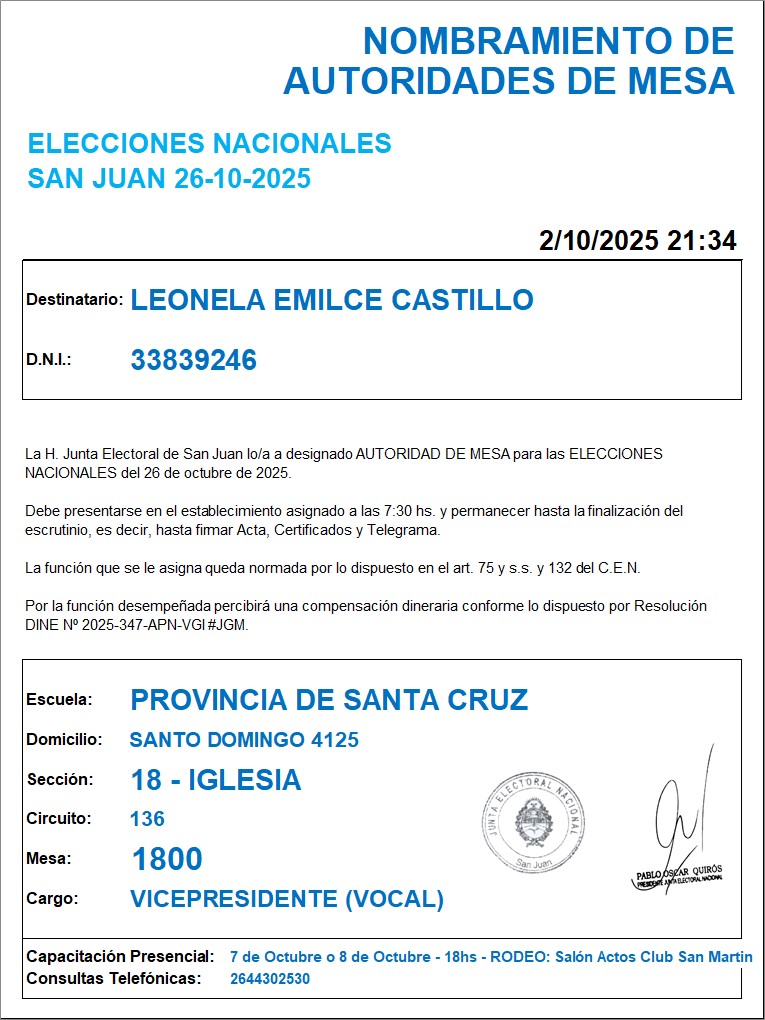 NOMBRAMIENTO DE
AUTORIDADES DE MESA
ELECCIONES NACIONALES
SAN JUAN 26-10-2025
2/10/2025 21:34
Destinatario: LEONELA EMILCE CASTILLO
D.N.I.: 33839246
La H. Junta Electoral de San Juan lo/a a designado AUTORIDAD DE MESA para las ELECCIONES
NACIONALES del 26 de octubre de 2025.
Debe presentarse en el establecimiento asignado a las 7:30 hs. y permanecer hasta la finalización del
escrutinio, es decir, hasta firmar Acta, Certificados y Telegrama.
La función que se le asigna queda normada por lo dispuesto en el art. 75 y s.s. y 132 del C.E.N.
Por la función desempeñada percibirá una compensación dineraria conforme lo dispuesto por Resolución
DINE Nº 2025-347-APN-VGI#JGM.
Escuela: PROVINCIA DE SANTA CRUZ
Domicilio: SANTO DOMINGO 4125
Sección: 18 - IGLESIA
Circuito: 136
Mesa: 1800
Cargo: VICEPRESIDENTE (VOCAL)
JUNTA ELECTORAL NACIONAL
San Juan
PABLO OSCAR QUIRÓS
PRESIDENTE JUNTA ELECTORAL NACIONAL
Capacitación Presencial: 7 de Octubre o 8 de Octubre - 18hs - RODEO: Salón Actos Club San Martin
Consultas Telefónicas: 2644302530